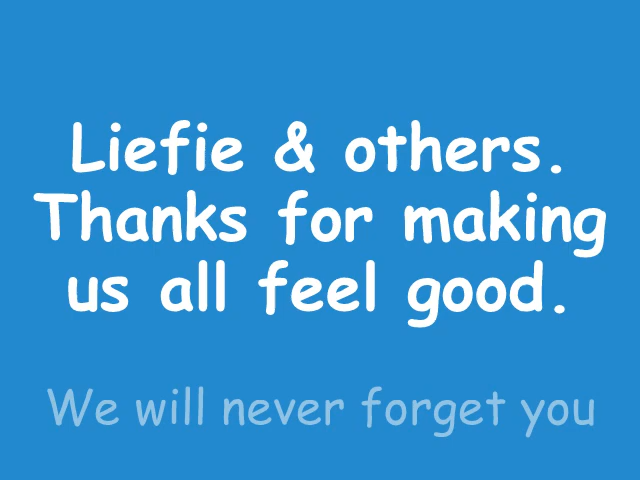 Liefie & others.
Thanks for making
us all feel good.
We will never forget you